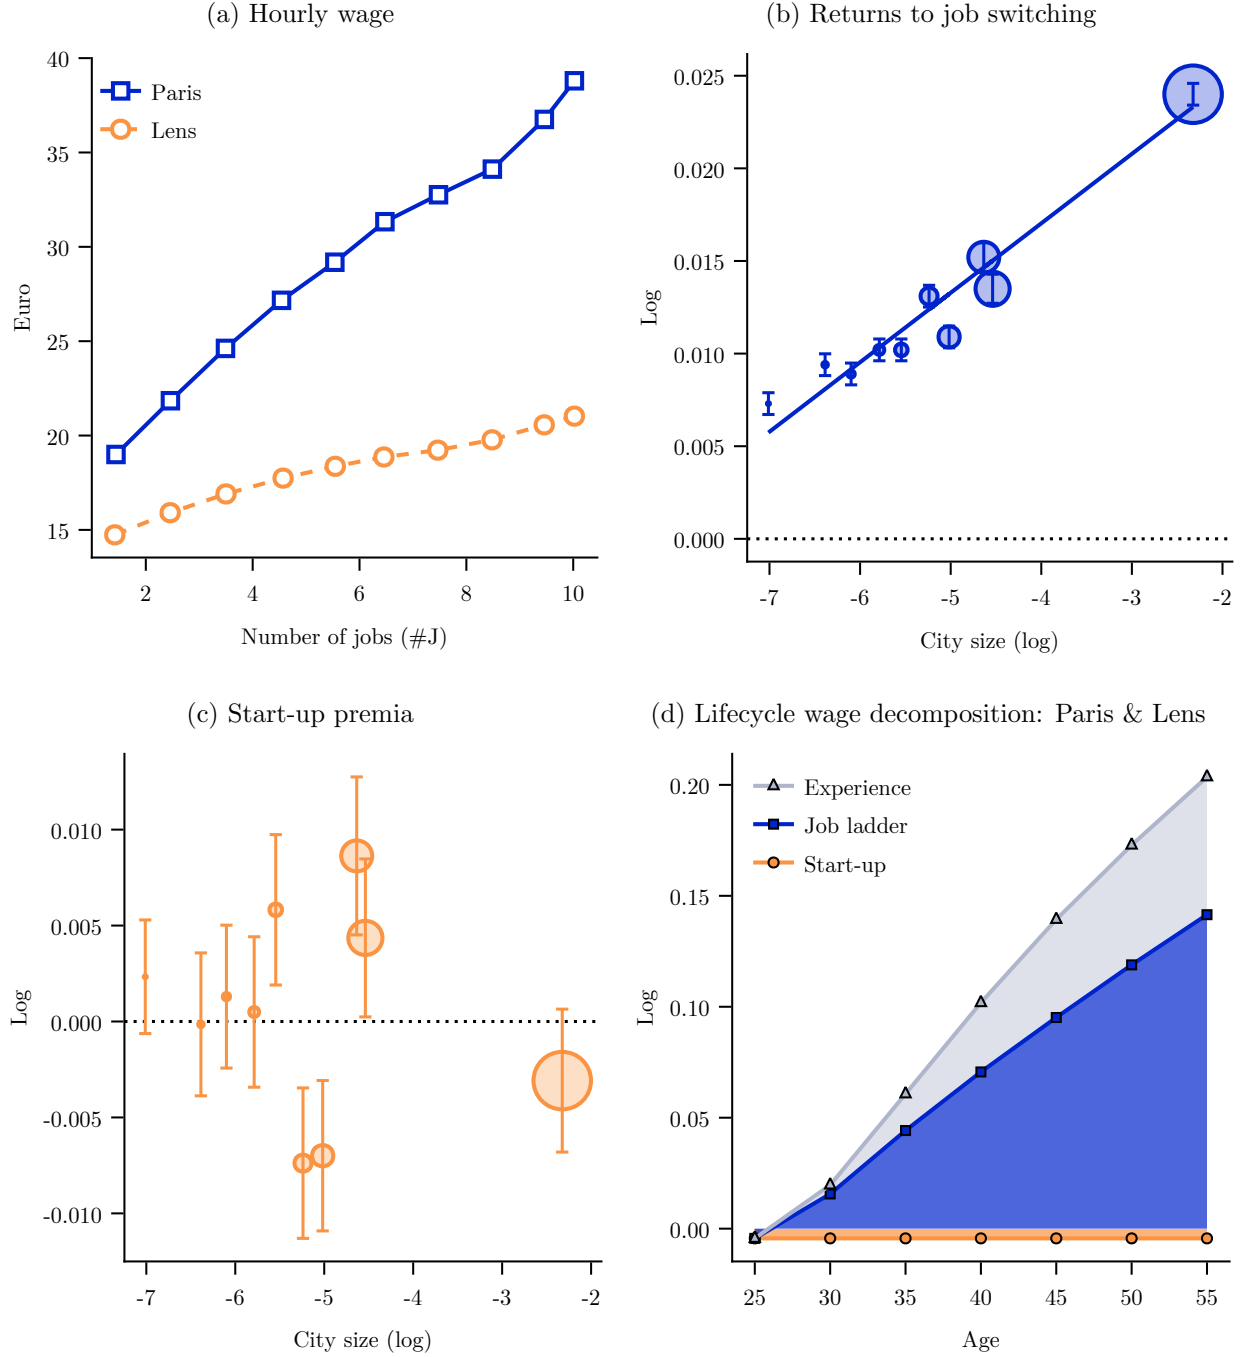 (a) Hourly wage
40
35
30
25
20
15
Euro
Paris
Lens
2 4 6 8 10
Number of jobs (#J)
(b) Returns to job switching
0.025
0.020
0.015
0.010
0.005
0.000
Log
-7 -6 -5 -4 -3 -2
City size (log)
(c) Start-up premia
0.010
0.005
0.000
-0.005
-0.010
Log
-7 -6 -5 -4 -3 -2
City size (log)
(d) Lifecycle wage decomposition: Paris & Lens
0.20
0.15
0.10
0.05
0.00
Log
Experience
Job ladder
Start-up
25 30 35 40 45 50 55
Age